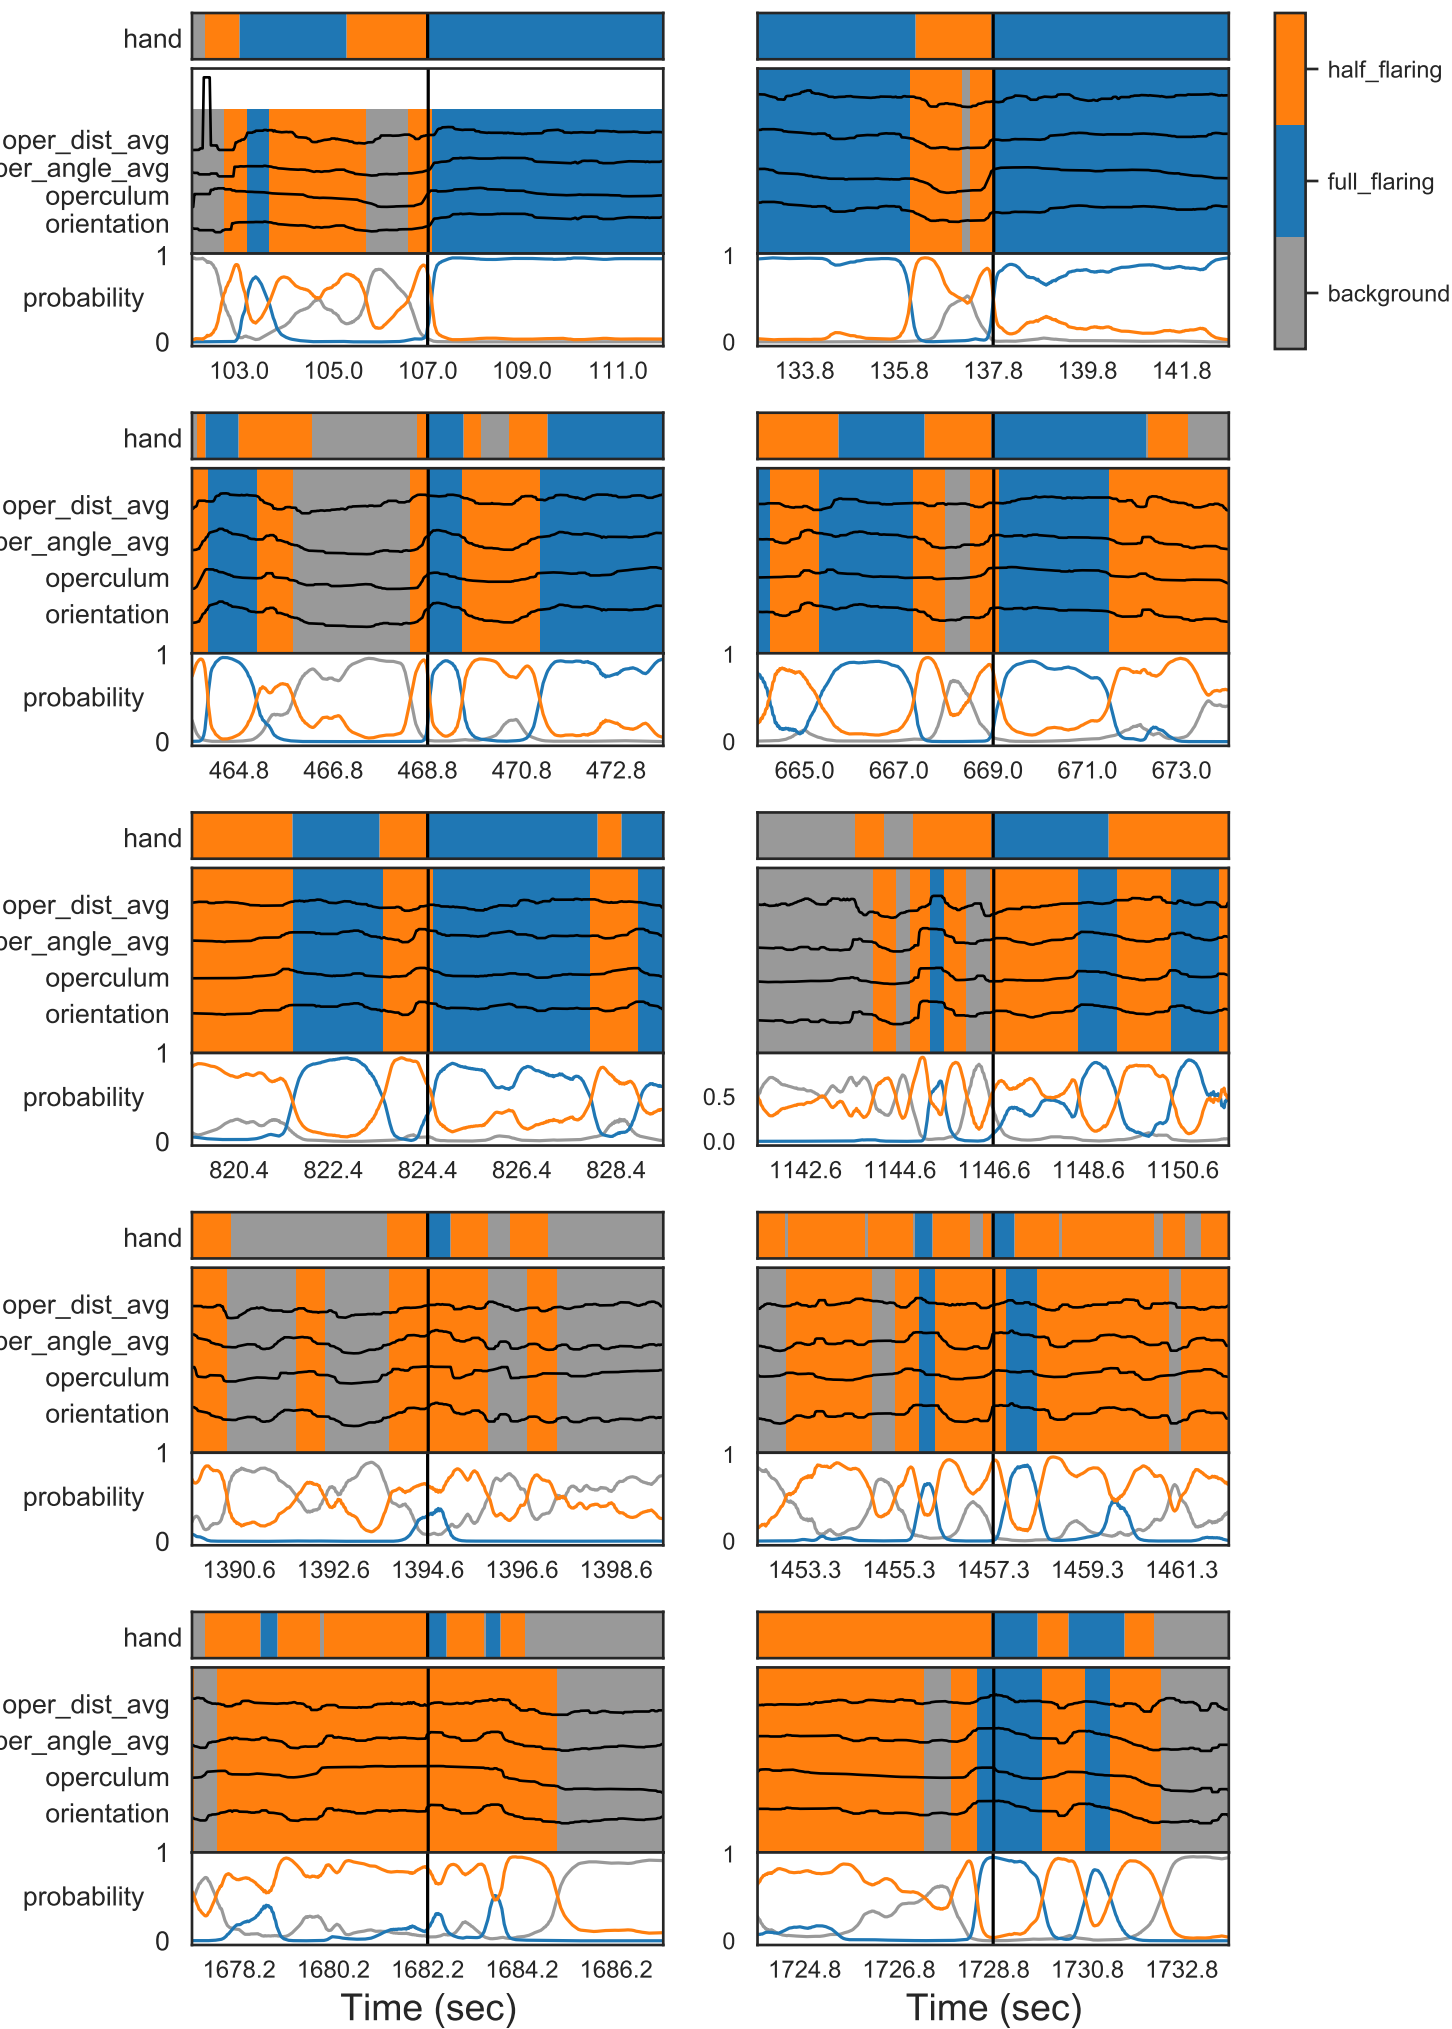 hand
half_flaring
full_flaring
background
oper_dist_avg
per_angle_avg
operculum
orientation
1
probability
0
103.0 105.0 107.0 109.0 111.0
1
0
133.8 135.8 137.8 139.8 141.8
hand
oper_dist_avg
per_angle_avg
operculum
orientation
1
probability
0
464.8 466.8 468.8 470.8 472.8
1
0
665.0 667.0 669.0 671.0 673.0
hand
oper_dist_avg
per_angle_avg
operculum
orientation
1
probability
0
820.4 822.4 824.4 826.4 828.4
0.5
0.0
1142.6 1144.6 1146.6 1148.6 1150.6
hand
oper_dist_avg
per_angle_avg
operculum
orientation
1
probability
0
1390.6 1392.6 1394.6 1396.6 1398.6
1
0
1453.3 1455.3 1457.3 1459.3 1461.3
hand
oper_dist_avg
per_angle_avg
operculum
orientation
1
probability
0
1678.2 1680.2 1682.2 1684.2 1686.2
Time (sec)
1
0
1724.8 1726.8 1728.8 1730.8 1732.8
Time (sec)